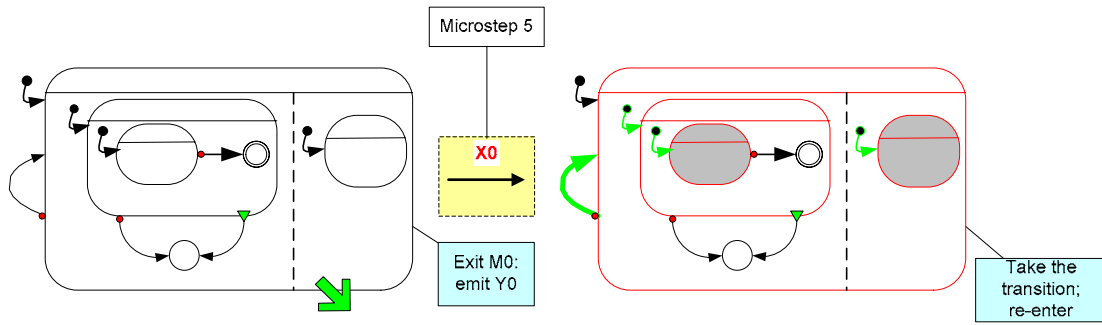 Microstep 5
X0
Exit M0:
emit Y0
Take the
transition;
re-enter